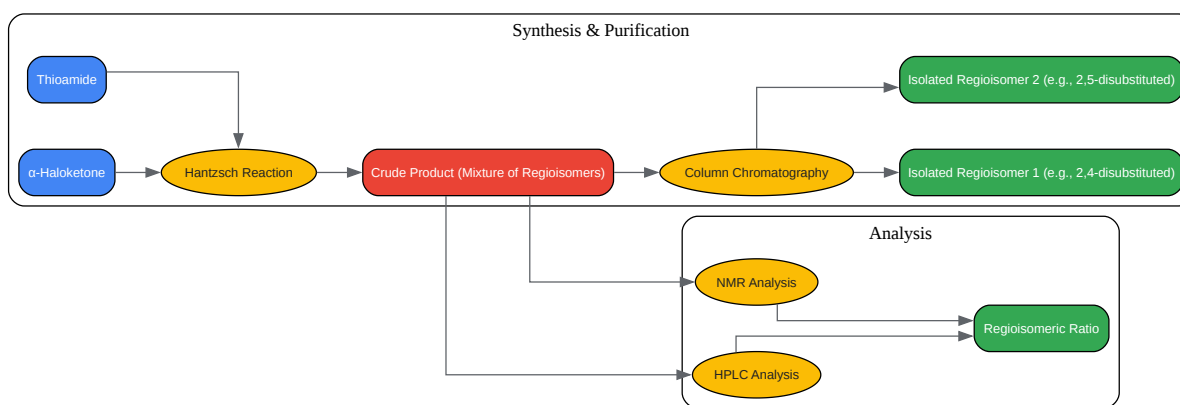 Synthesis & Purification
Thioamide
α-Haloketone
Hantzsch Reaction
Crude Product (Mixture of Regioisomers)
Column Chromatography
Isolated Regioisomer 2 (e.g., 2,5-disubstituted)
Isolated Regioisomer 1 (e.g., 2,4-disubstituted)
Analysis
NMR Analysis
HPLC Analysis
Regioisomeric Ratio